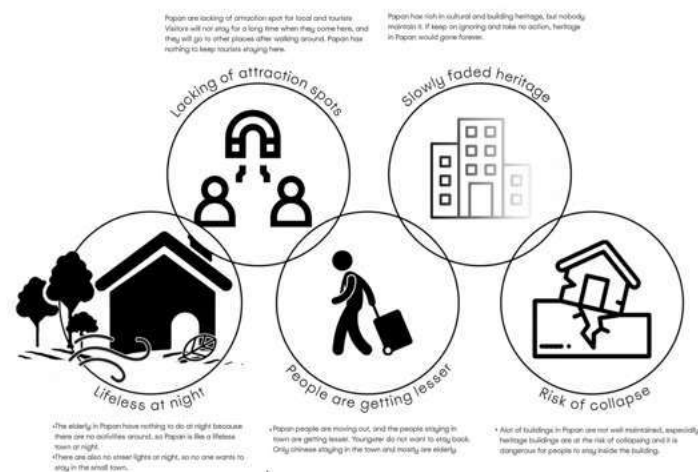 Papan are lacking of attraction spot for local and tourists
Visitors will not stay for a long time when they come here, and
they will go to other places after walking around. Papan has
nothing to keep tourists staying here.
Papan has rich in cultural and building heritage, but nobody
maintain it. If keep on ignoring and take no action, heritage
in Papan would gone forever.
Lacking of attraction spots
Slowly faded heritage
Lifeless at night
People are getting lesser
Risk of collapse
•The elderly in Papan have nothing to do at night because
there are no activities around, so Papan is like a lifeless
town at night.
•There are also no street lights at night, so no one wants to
stay in the small town.
•Papan people are moving out, and the people staying in
town are getting lesser. Youngster do not want to stay back.
Only chinese staying in the town and mostly are elderly.
• Alot of buildings in Papan are not well maintained, especially
heritage buildings are at the risk of collapsing and it is
dangerous for people to stay inside the building.